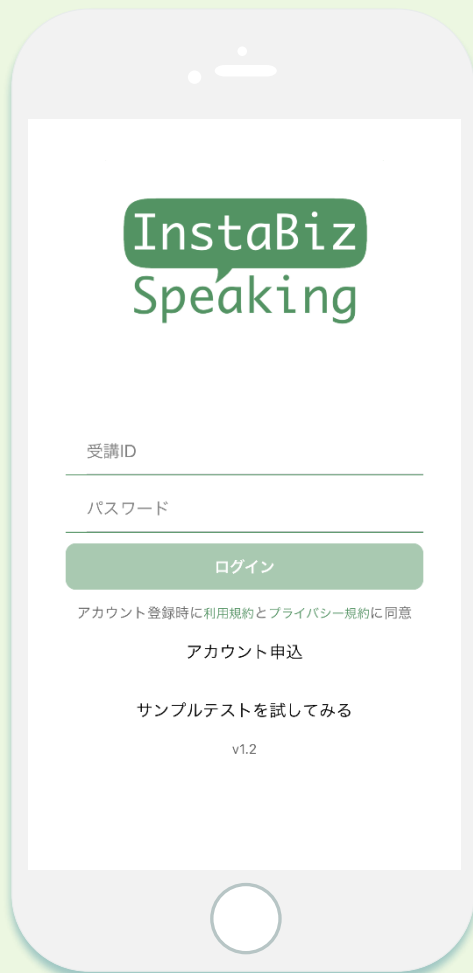 InstaBiz
Speaking
受講ID
パスワード
ログイン
アカウント登録時に利用規約とプライバシー規約に同意
アカウント申込
サンプルテストを試してみる
v1.2